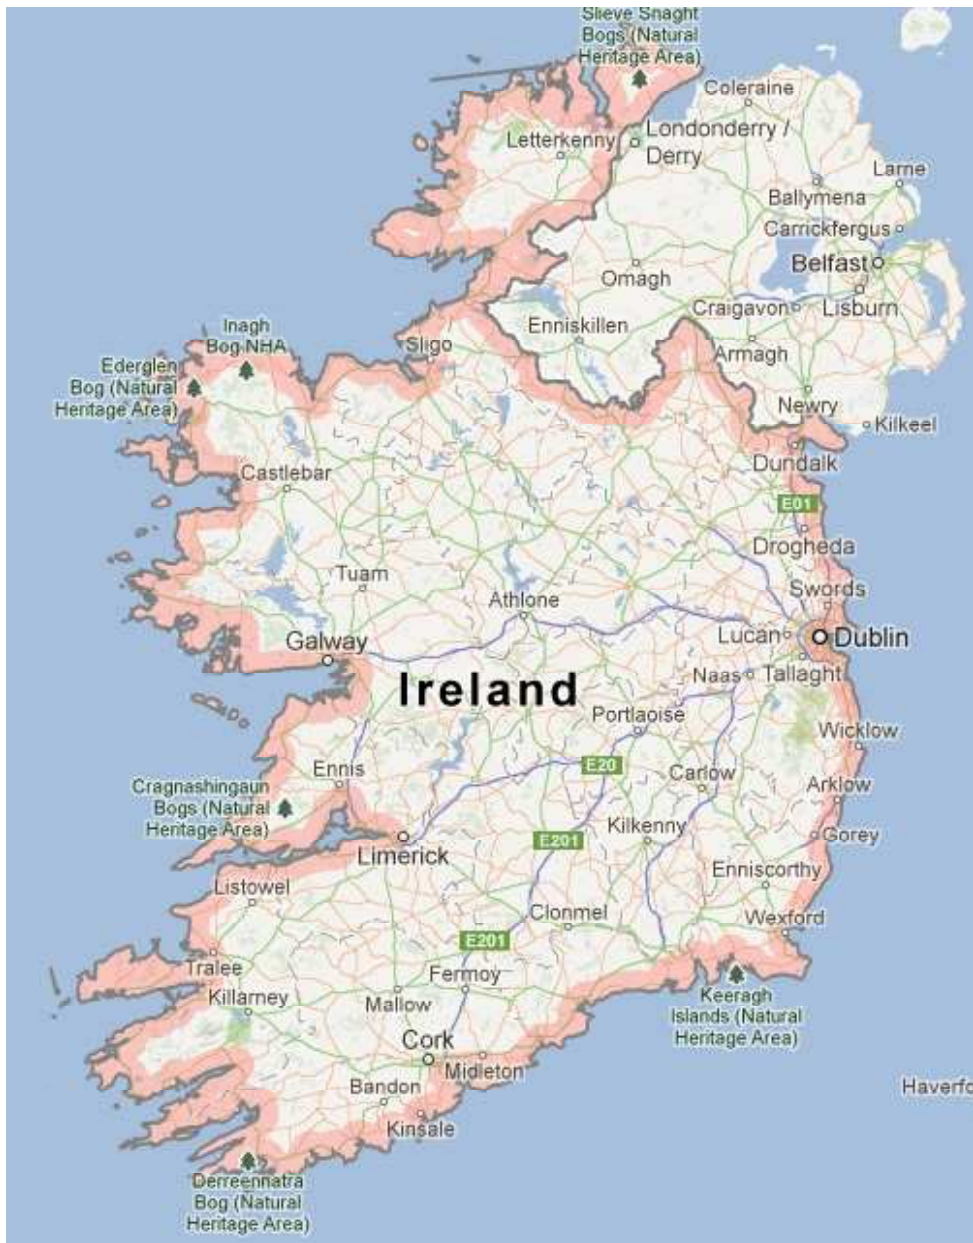 Slieve Snaght
Bogs (Natural
Heritage Area)
Coleraine
Londonderry /
Derry
Letterkenny
Larne
Ballymena
Carrickfergus
Belfast
Omagh
Craigavon
Lisburn
Enniskillen
Armagh
Inagh
Bog NHA
Sligo
Ederglen
Bog (Natural
Heritage Area)
Newry
Kilkeel
Dundalk
Castlebar
E01
Drogheda
Tuam
Swords
Athlone
Lucan
Dublin
Galway
Naas
Tallaght
Ireland
Portlaoise
Wicklow
Ennis
E20
Carlow
Cragnashingaun
Bogs (Natural
Heritage Area)
Arklow
Kilkenny
Gorey
E201
Limerick
Enniscorthy
Listowel
Clonmel
Wexford
E201
Tralee
Fermoy
Killarney
Mallow
Keeragh
Islands (Natural
Heritage Area)
Cork
Midleton
Bandon
Haverfo
Kinsale
Derreennatra
Bog (Natural
Heritage Area)